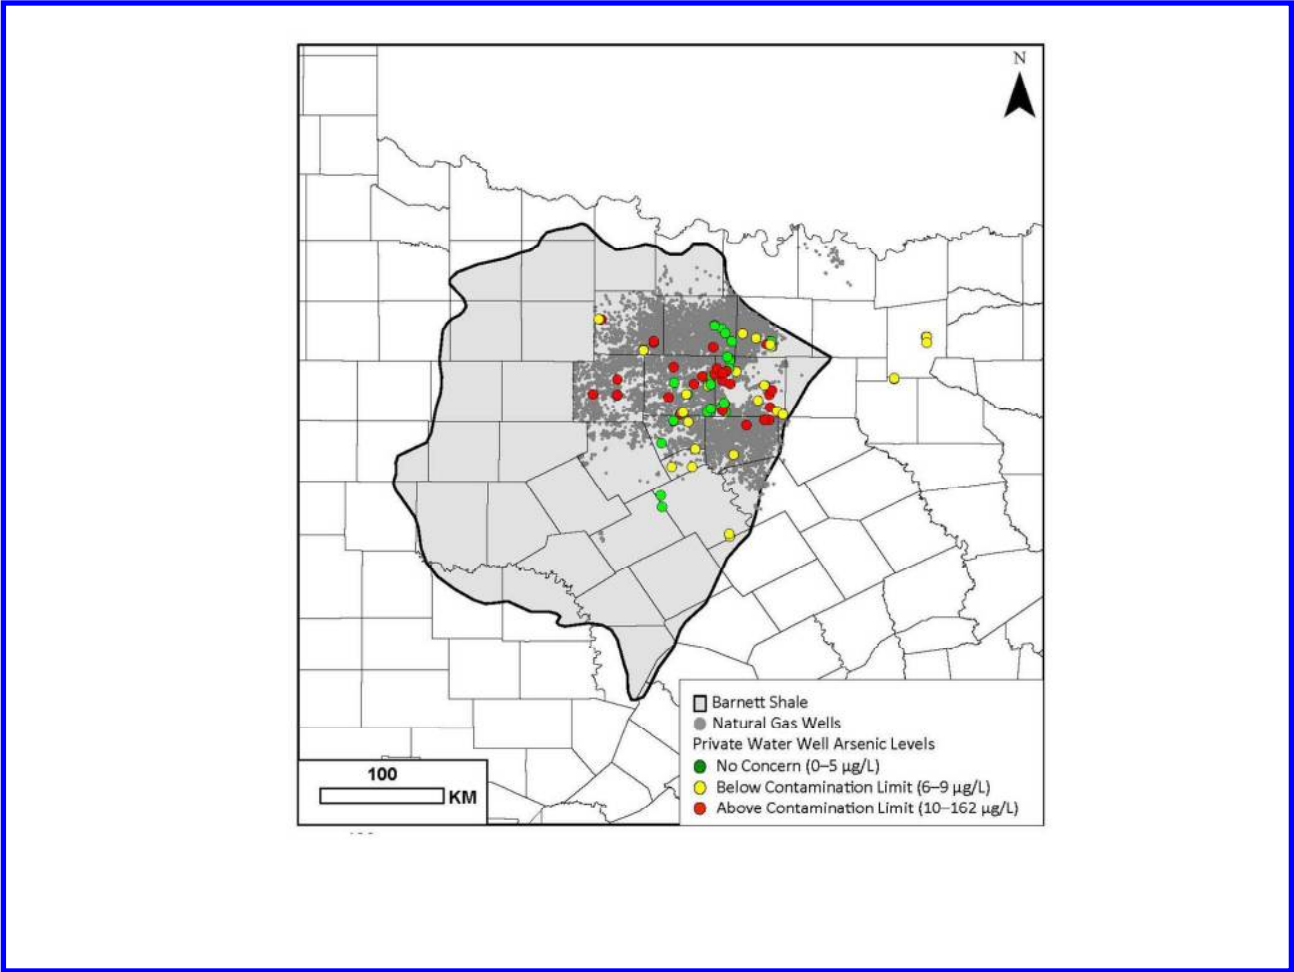 N
Barnett Shale
Natural Gas Wells
Private Water Well Arsenic Levels
No Concern (0–5 µg/L)
Below Contamination Limit (6–9 µg/L)
Above Contamination Limit (10–162 µg/L)
100
KM